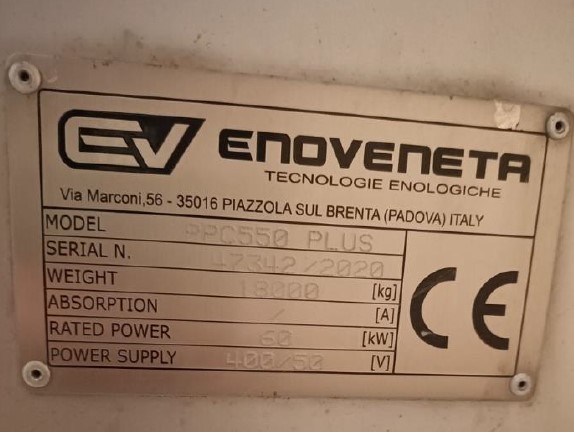 EV ENOVENETA
TECNOLOGIE ENOLOGICHE
Via Marconi,56 - 35016 PIAZZOLA SUL BRENTA (PADOVA) ITALY
MODEL PPC550 PLUS
SERIAL N. 47342/2020
WEIGHT 18000 [kg]
ABSORPTION / [A]
RATED POWER 60 [kW]
POWER SUPPLY 400/50 [V]
CE